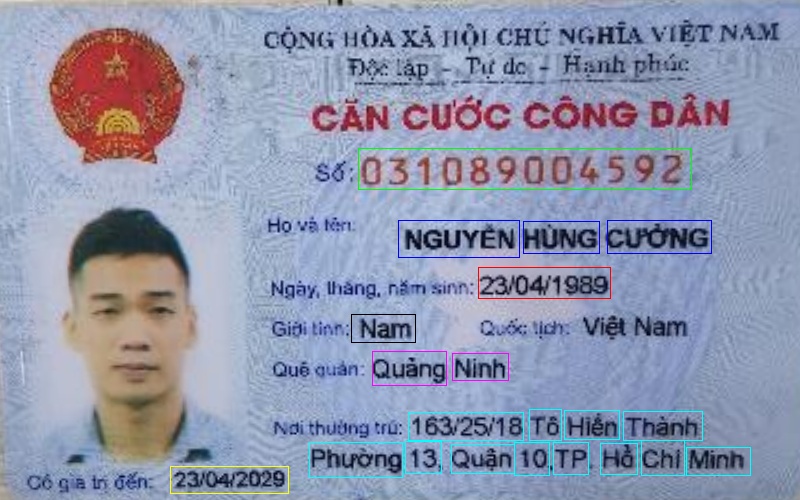 CỘNG HÒA XÃ HỘI CHỦ NGHĨA VIỆT NAM
Độc lập - Tự do - Hạnh phúc
CĂN CƯỚC CÔNG DÂN
Số: 031089004592
Họ và tên: NGUYỄN HÙNG CƯỜNG
Ngày, tháng, năm sinh: 23/04/1989
Giới tính: Nam Quốc tịch: Việt Nam
Quê quán: Quảng Ninh
Nơi thường trú: 163/25/18 Tô Hiến Thành
Phường 13, Quận 10,TP. Hồ Chí Minh
Có giá trị đến: 23/04/2029